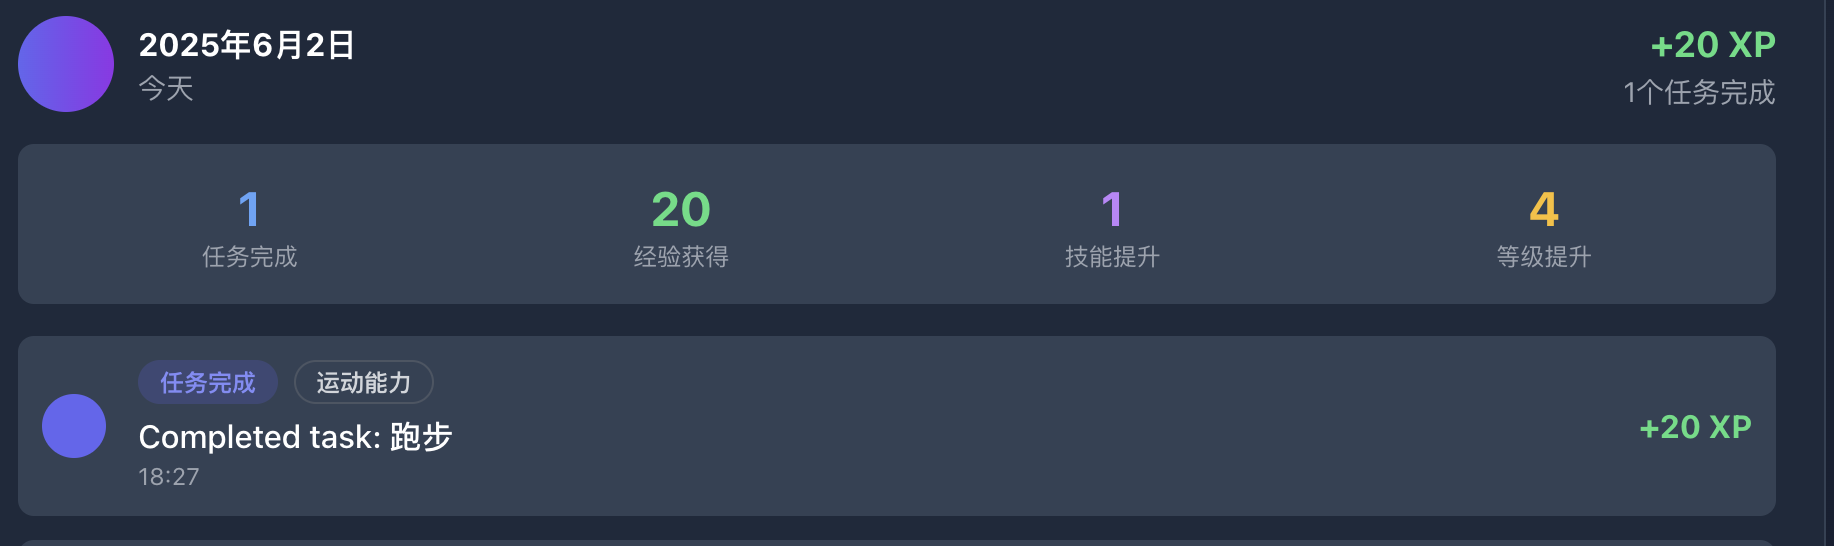 2025年6月2日
今天
+20 XP
1个任务完成
1
任务完成
20
经验获得
1
技能提升
4
等级提升
任务完成
运动能力
Completed task: 跑步
18:27
+20 XP